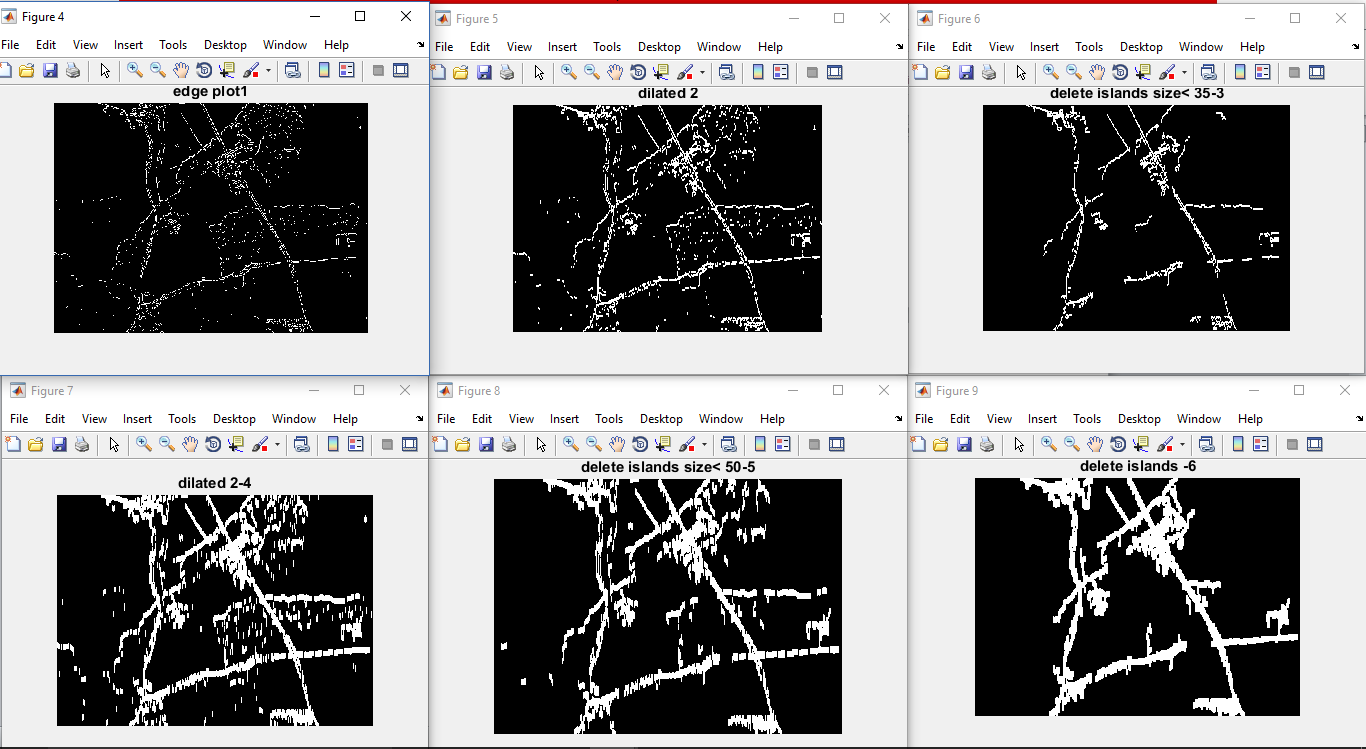 Figure 4
File Edit View Insert Tools Desktop Window Help
edge plot1
Figure 5
File Edit View Insert Tools Desktop Window Help
dilated 2
Figure 6
File Edit View Insert Tools Desktop Window Help
delete islands size< 35-3
Figure 7
File Edit View Insert Tools Desktop Window Help
dilated 2-4
Figure 8
File Edit View Insert Tools Desktop Window Help
delete islands size< 50-5
Figure 9
File Edit View Insert Tools Desktop Window Help
delete islands -6